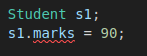 Student s1;
s1.marks = 90;